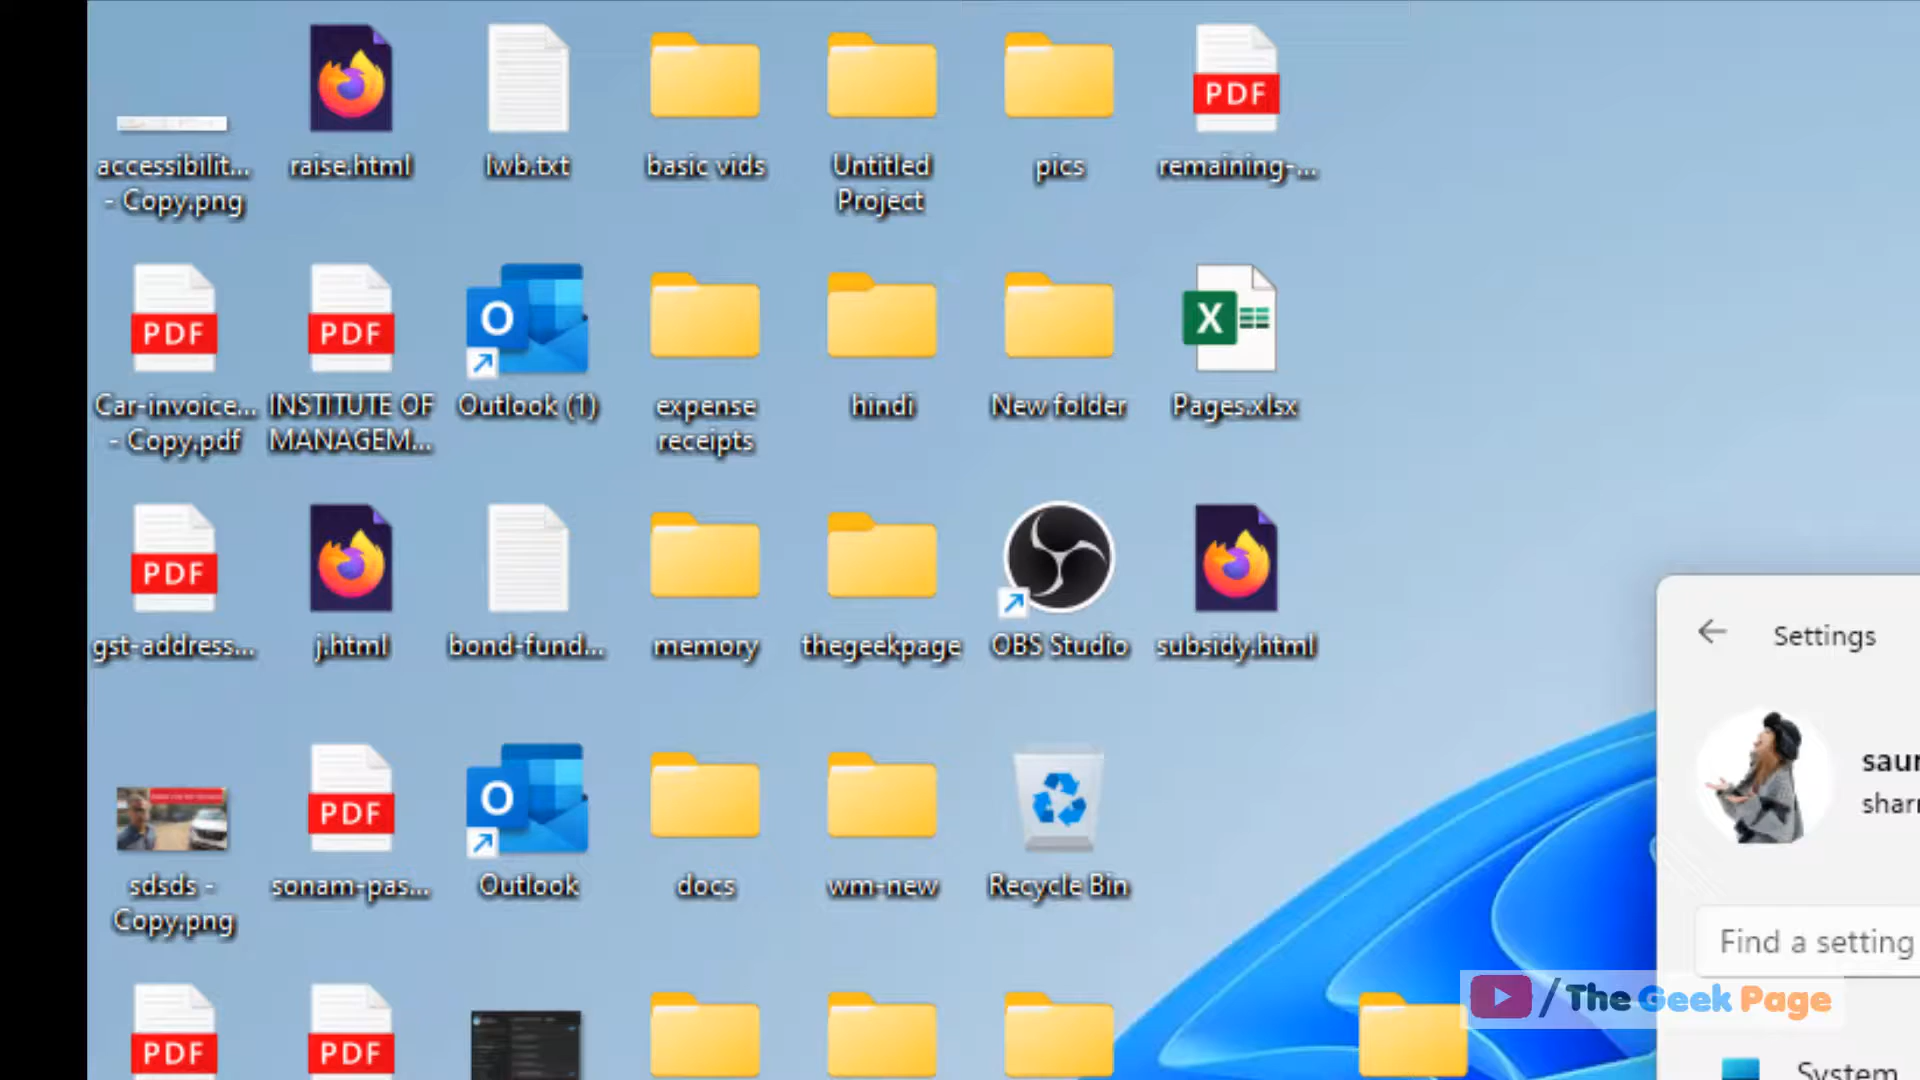 accessibilit...
- Copy.png
raise.html
lwb.txt
basic vids
Untitled
Project
pics
PDF
remaining-...
PDF
Car-invoice...
- Copy.pdf
PDF
INSTITUTE OF
MANAGEM...
O
Outlook (1)
expense
receipts
hindi
New folder
X
Pages.xlsx
PDF
gst-address...
j.html
bond-fund...
memory
thegeekpage
OBS Studio
subsidy.html
Settings
sdsds -
Copy.png
PDF
sonam-pas...
O
Outlook
docs
wm-new
Recycle Bin
saur
sharr
Find a setting
PDF
PDF
/The Geek Page
System